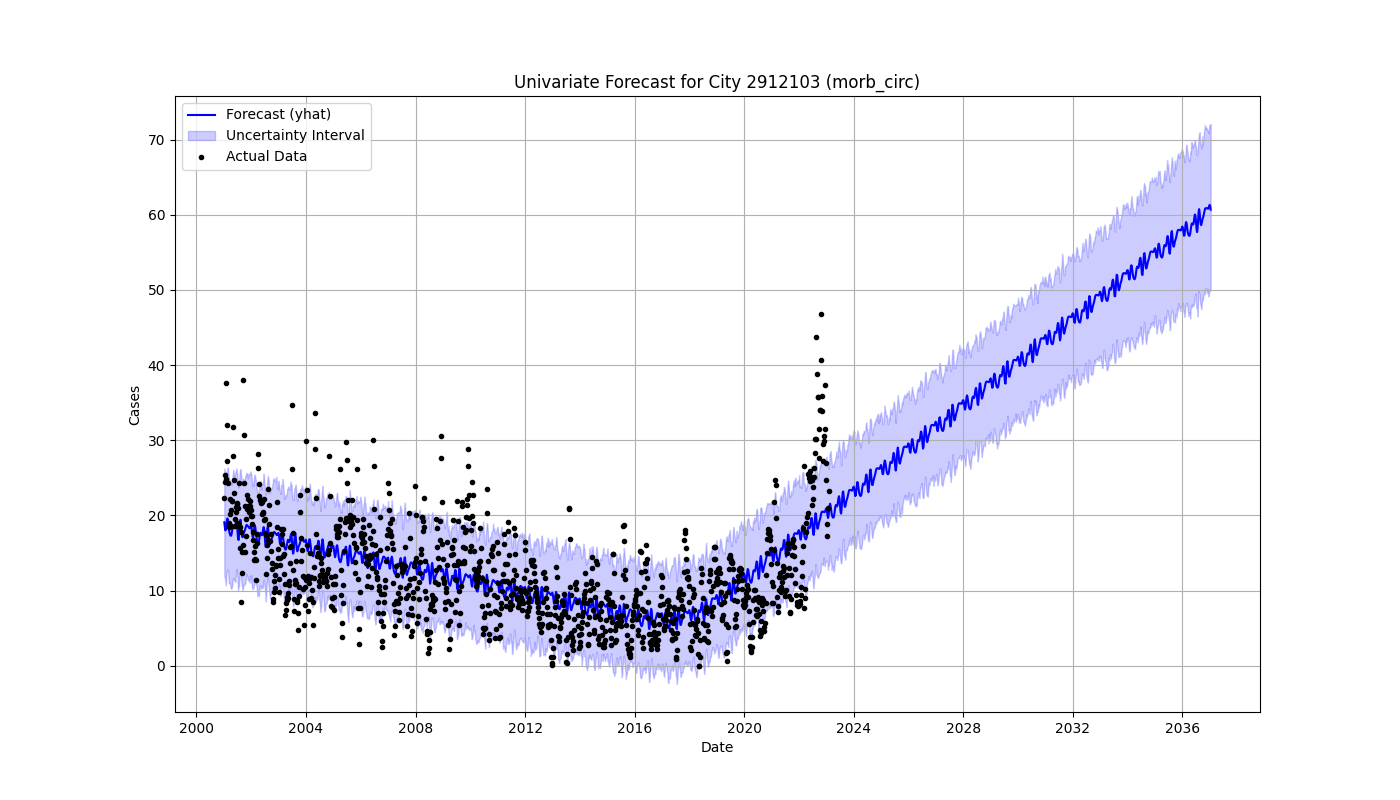 Univariate Forecast for City 2912103 (morb_circ)
Forecast (yhat)
Uncertainty Interval
Actual Data
70
60
50
40
30
20
10
0
Cases
2000 2004 2008 2012 2016 2020 2024 2028 2032 2036
Date